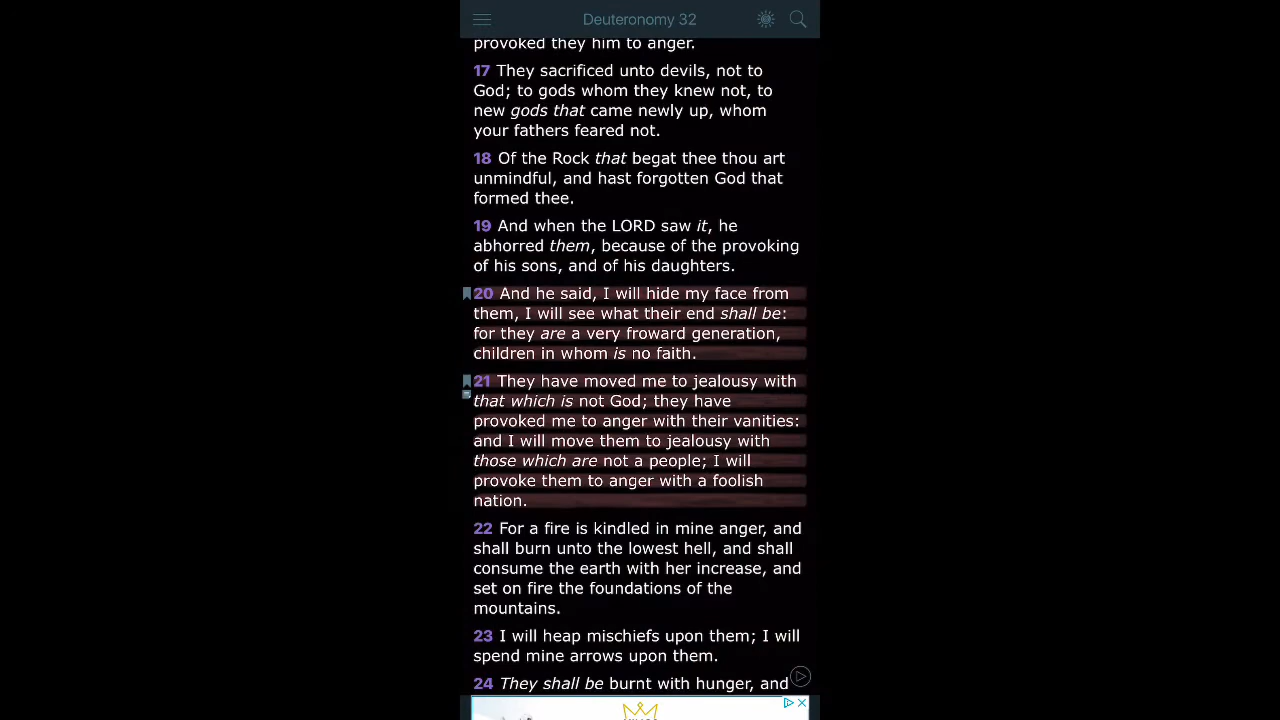 Deuteronomy 32
provoked they him to anger.
17 They sacrificed unto devils, not to
God; to gods whom they knew not, to
new gods that came newly up, whom
your fathers feared not.
18 Of the Rock that begat thee thou art
unmindful, and hast forgotten God that
formed thee.
19 And when the LORD saw it, he
abhorred them, because of the provoking
of his sons, and of his daughters.
20 And he said, I will hide my face from
them, I will see what their end shall be:
for they are a very froward generation,
children in whom is no faith.
21 They have moved me to jealousy with
that which is not God; they have
provoked me to anger with their vanities:
and I will move them to jealousy with
those which are not a people; I will
provoke them to anger with a foolish
nation.
22 For a fire is kindled in mine anger, and
shall burn unto the lowest hell, and shall
consume the earth with her increase, and
set on fire the foundations of the
mountains.
23 I will heap mischiefs upon them; I will
spend mine arrows upon them.
24 They shall be burnt with hunger, and